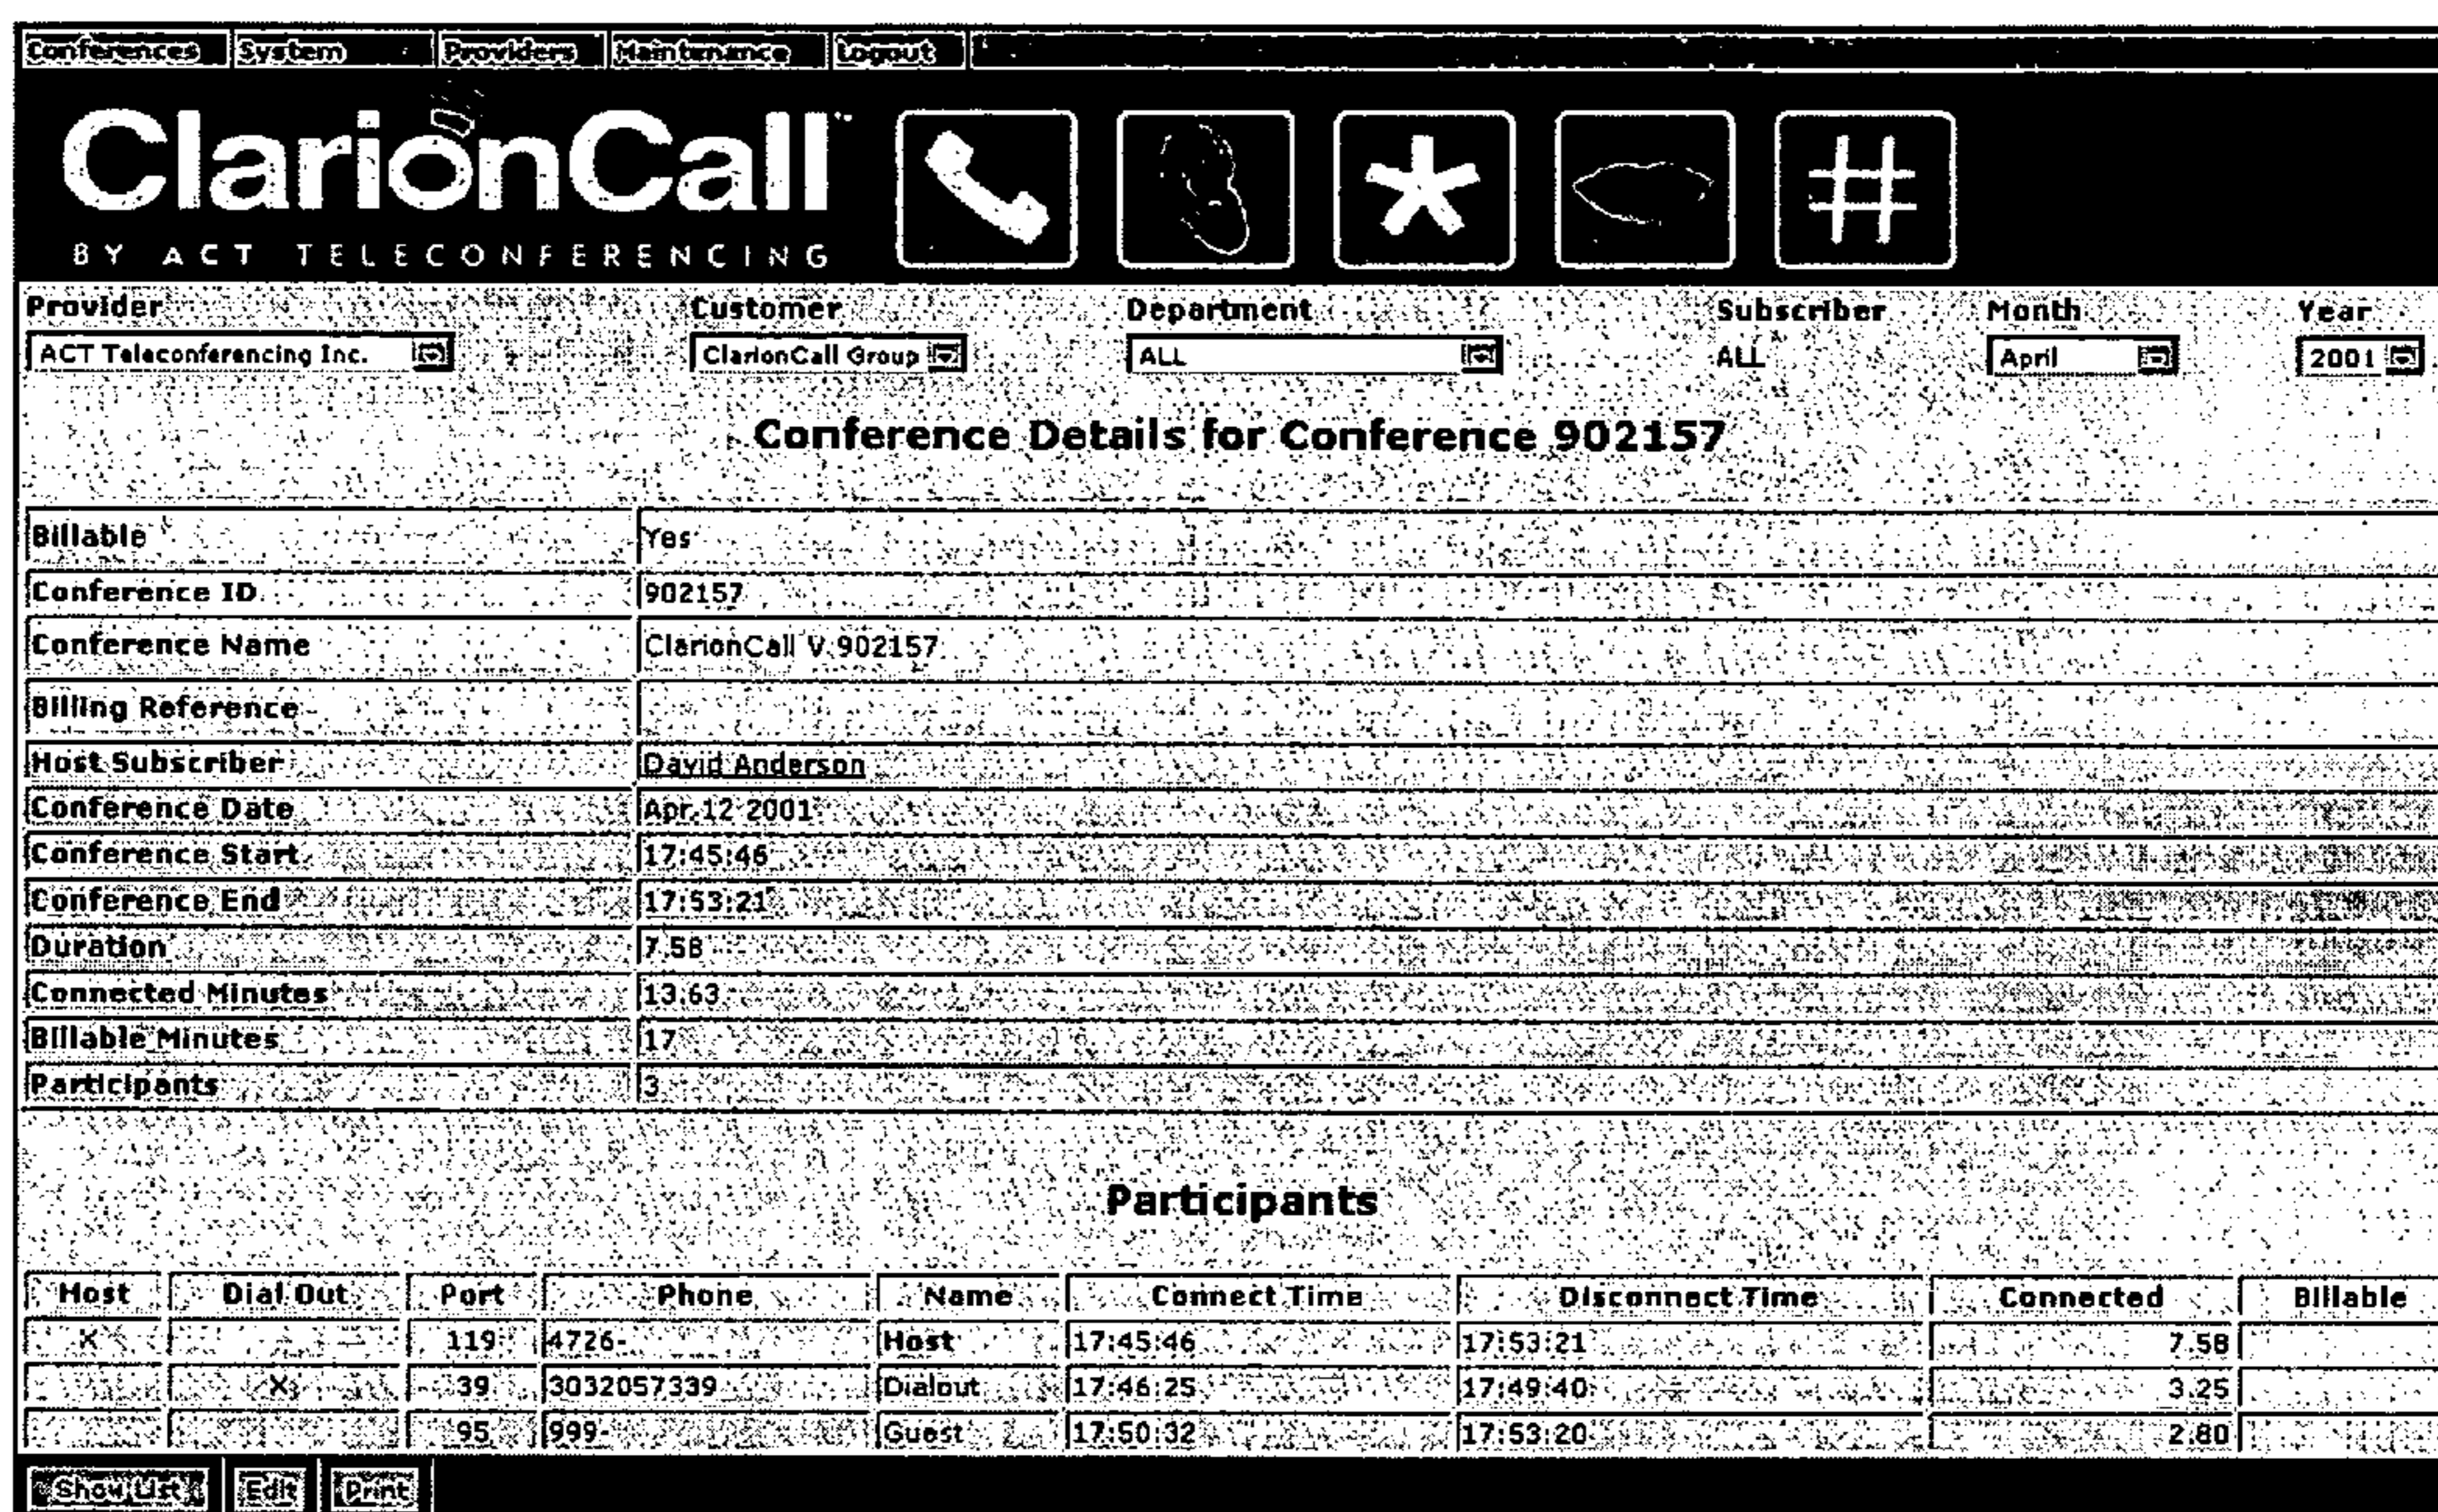 Conferences System Providers Maintenance Logout
ClarionCall™
BY ACT TELECONFERENCING
Provider Customer Department Subscriber Month Year
ACT Teleconferencing Inc. ClarionCall Group ALL ALL April 2001
Conference Details for Conference 902157
Billable Yes
Conference ID 902157
Conference Name ClarionCall V 902157
Billing Reference
Host Subscriber David Anderson
Conference Date Apr 12 2001
Conference Start 17:45:46
Conference End 17:53:21
Duration 7.58
Connected Minutes 13.63
Billable Minutes 17
Participants 3
Participants
Host Dial Out Port Phone Name Connect Time Disconnect Time Connected Billable
X 119 4726- Host 17:45:46 17:53:21 7.58
X 39 3032057339 Dialout 17:46:25 17:49:40 3.25
95 999- Guest 17:50:32 17:53:20 2.80
Show List Edit Print